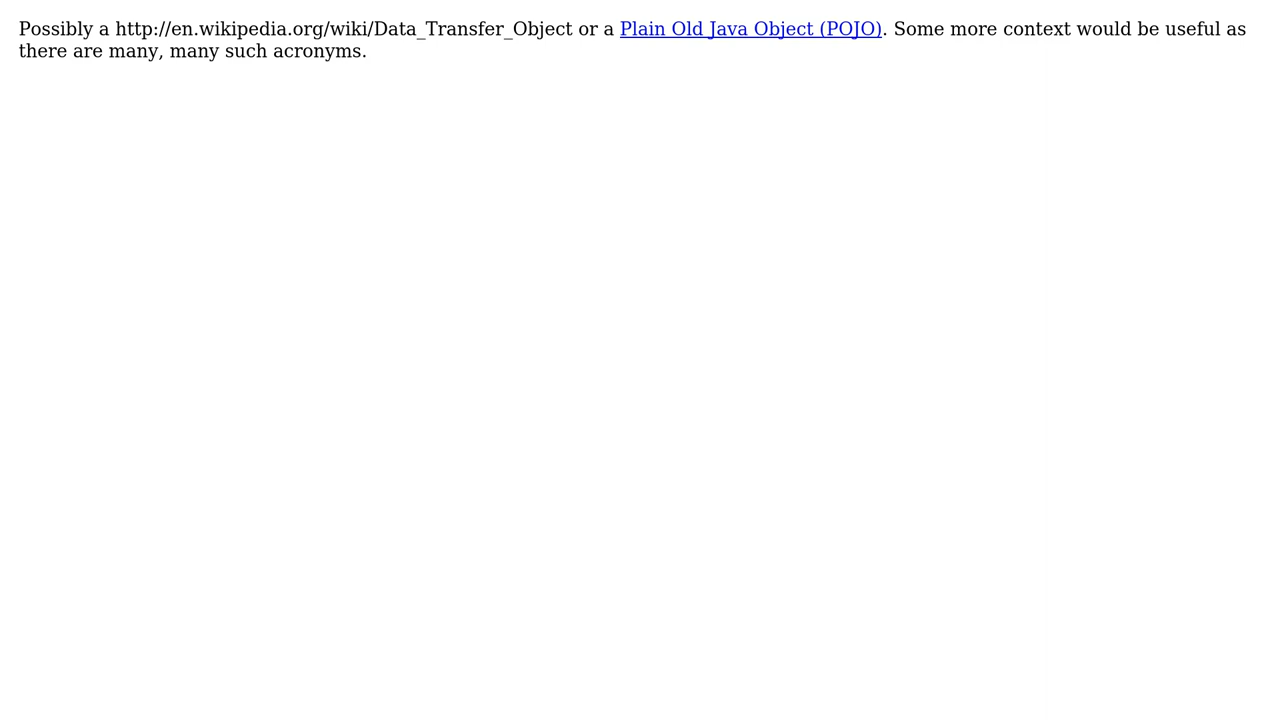 Possibly a http://en.wikipedia.org/wiki/Data_Transfer_Object or a Plain Old Java Object (POJO). Some more context would be useful as
there are many, many such acronyms.